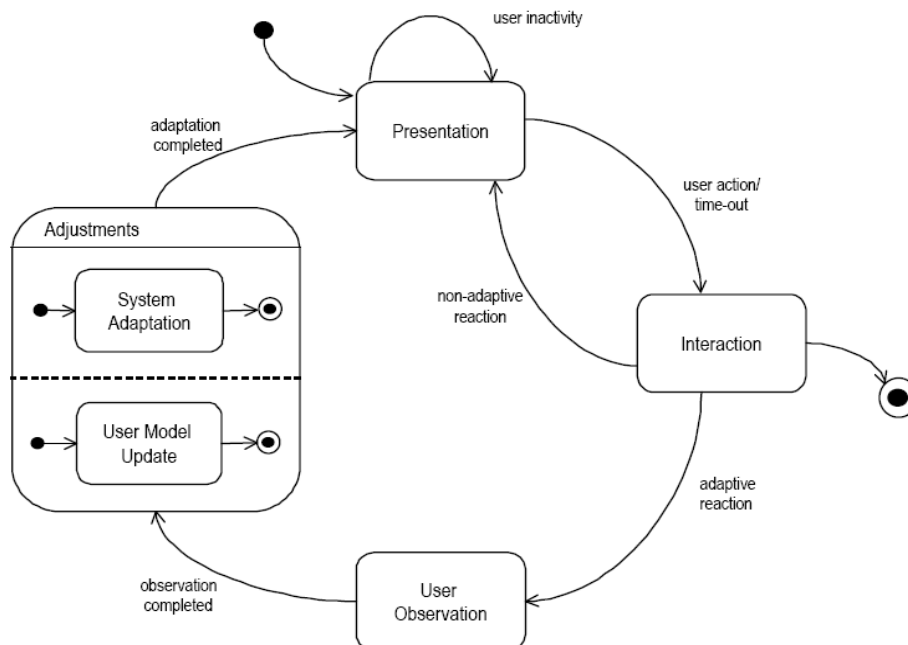 user inactivity
Presentation
adaptation
completed
user action/
time-out
Adjustments
System
Adaptation
non-adaptive
reaction
Interaction
User Model
Update
adaptive
reaction
observation
completed
User
Observation